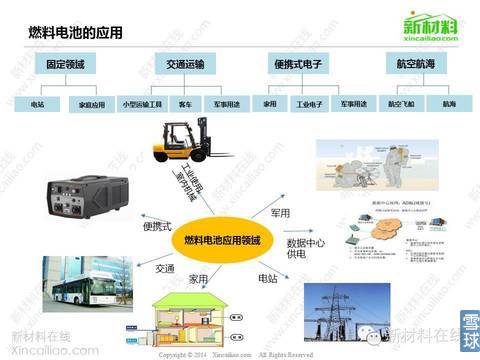 燃料电池的应用
新材料
xincailiao.com
固定领域
交通运输
便携式电子
航空航海
电站
家庭应用
小型运输工具
客车
军事用途
家用
工业电子
军事用途
航空飞船
航海
工业使用,
室内机械
便携式
军用
燃料电池应用领域
数据中心
供电
交通
家用
电站
新材料在线
Xincailiao.com
新材料在线
雪球
Copyright © 2014 Xincailiao.com All Rights Reserved